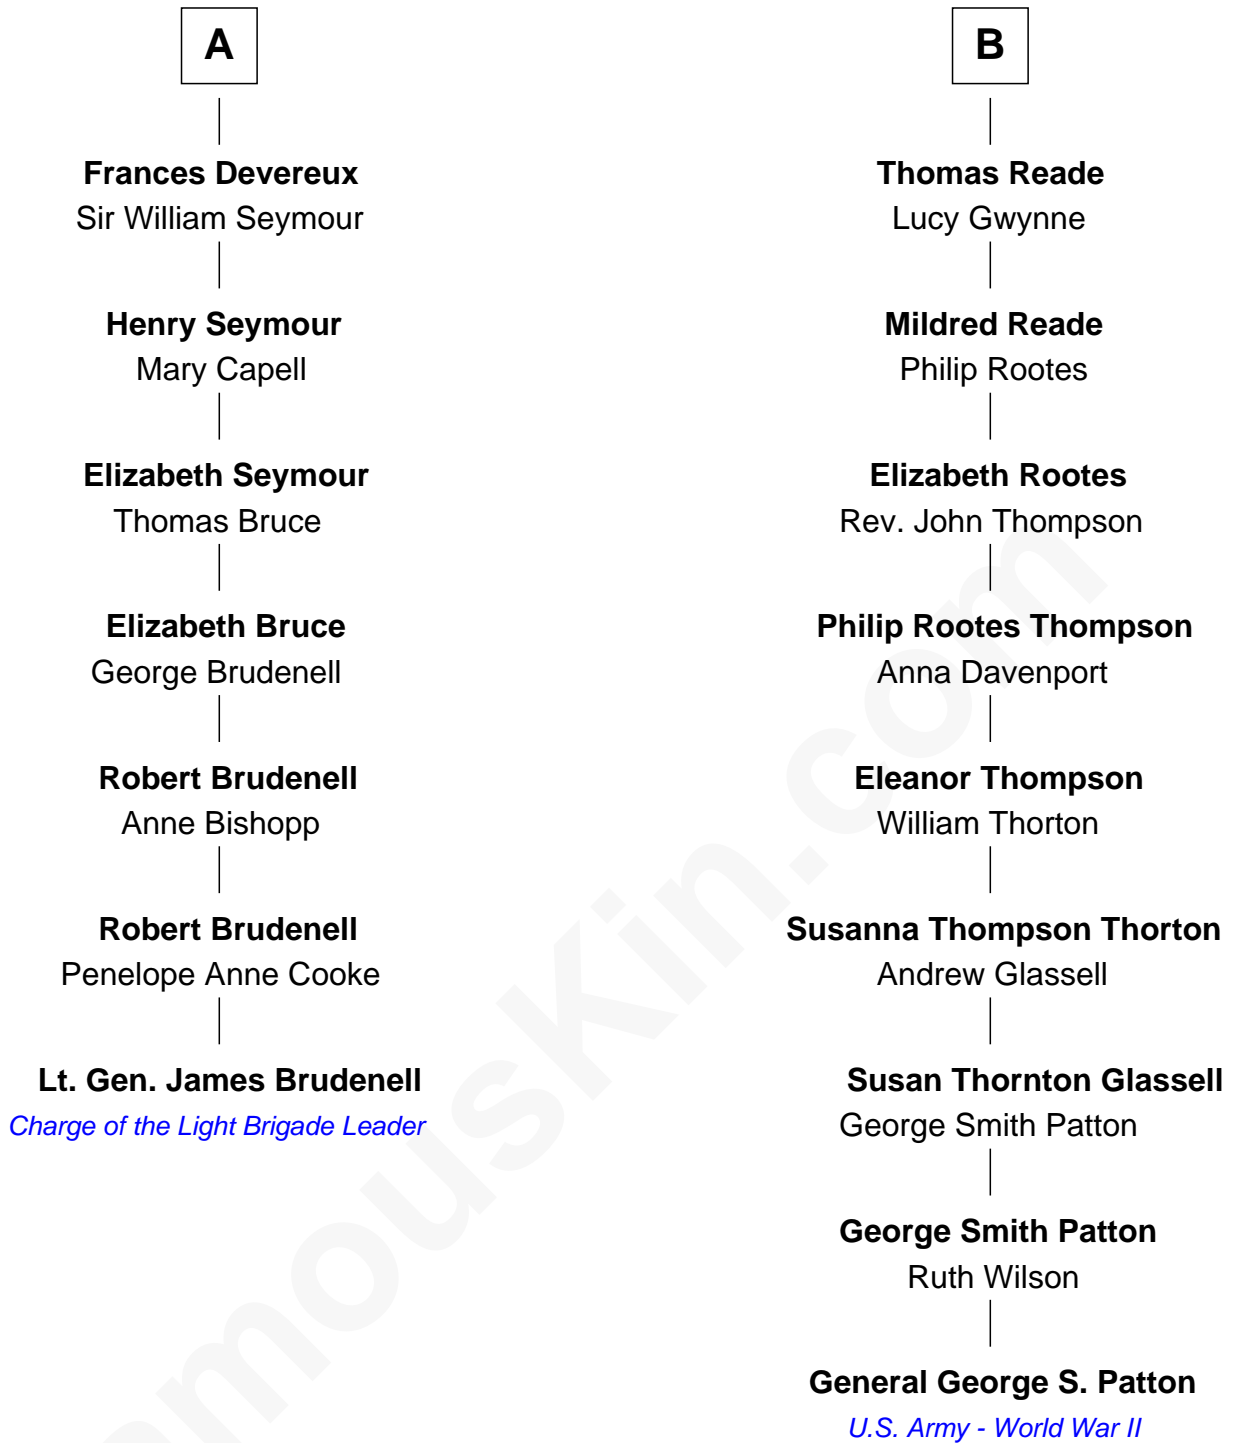 A
Frances Devereux
Sir William Seymour
Henry Seymour
Mary Capell
Elizabeth Seymour
Thomas Bruce
Elizabeth Bruce
George Brudenell
Robert Brudenell
Anne Bishopp
Robert Brudenell
Penelope Anne Cooke
Lt. Gen. James Brudenell
Charge of the Light Brigade Leader
B
Thomas Reade
Lucy Gwynne
Mildred Reade
Philip Rootes
Elizabeth Rootes
Rev. John Thompson
Philip Rootes Thompson
Anna Davenport
Eleanor Thompson
William Thorton
Susanna Thompson Thorton
Andrew Glassell
Susan Thornton Glassell
George Smith Patton
George Smith Patton
Ruth Wilson
General George S. Patton
U.S. Army - World War II
amousKin.com